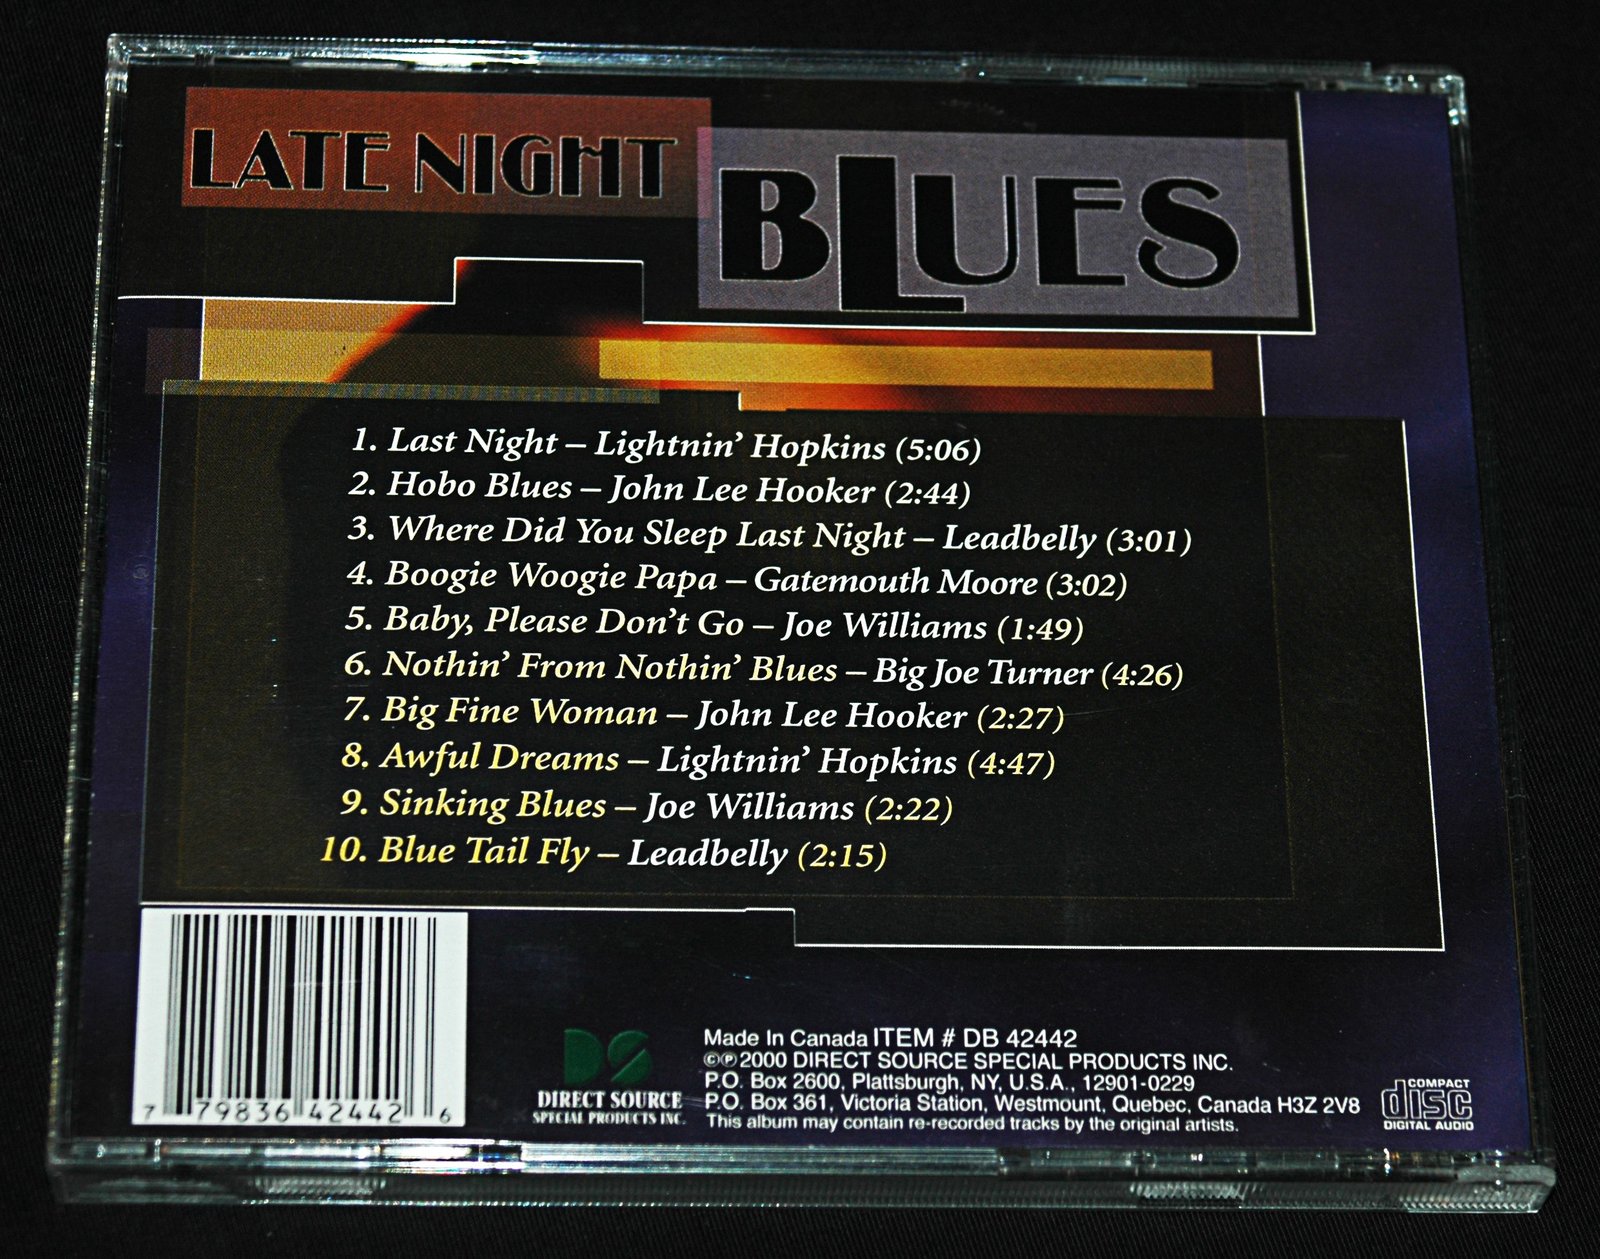 LATE NIGHT BLUES
1. Last Night – Lightnin’ Hopkins (5:06)
2. Hobo Blues – John Lee Hooker (2:44)
3. Where Did You Sleep Last Night – Leadbelly (3:01)
4. Boogie Woogie Papa – Gatemouth Moore (3:02)
5. Baby, Please Don’t Go – Joe Williams (1:49)
6. Nothin’ From Nothin’ Blues – Big Joe Turner (4:26)
7. Big Fine Woman – John Lee Hooker (2:27)
8. Awful Dreams – Lightnin’ Hopkins (4:47)
9. Sinking Blues – Joe Williams (2:22)
10. Blue Tail Fly – Leadbelly (2:15)
7 79836 42442 6
DS
DIRECT SOURCE
SPECIAL PRODUCTS INC.
Made In Canada ITEM # DB 42442
©℗2000 DIRECT SOURCE SPECIAL PRODUCTS INC.
P.O. Box 2600, Plattsburgh, NY, U.S.A., 12901-0229
P.O. Box 361, Victoria Station, Westmount, Quebec, Canada H3Z 2V8
This album may contain re-recorded tracks by the original artists.
COMPACT
disc
DIGITAL AUDIO